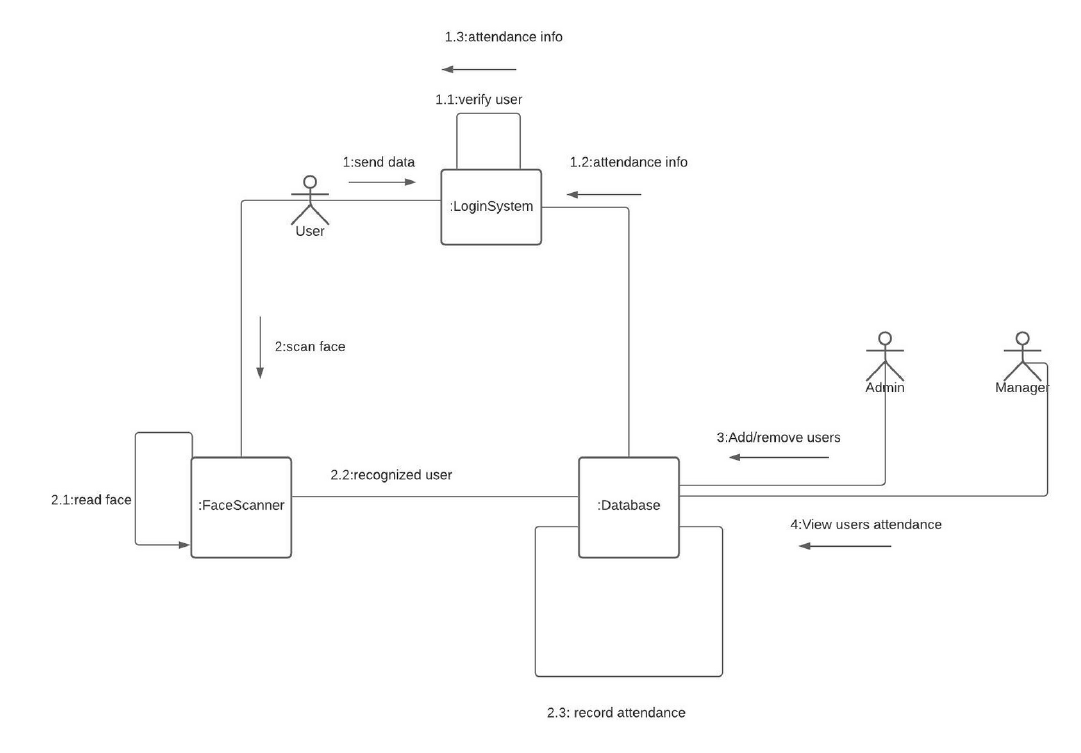 1.3:attendance info
1.1:verify user
1:send data
1.2:attendance info
:LoginSystem
User
2:scan face
Admin
Manager
3:Add/remove users
2.2:recognized user
2.1:read face
:FaceScanner
:Database
4:View users attendance
2.3: record attendance